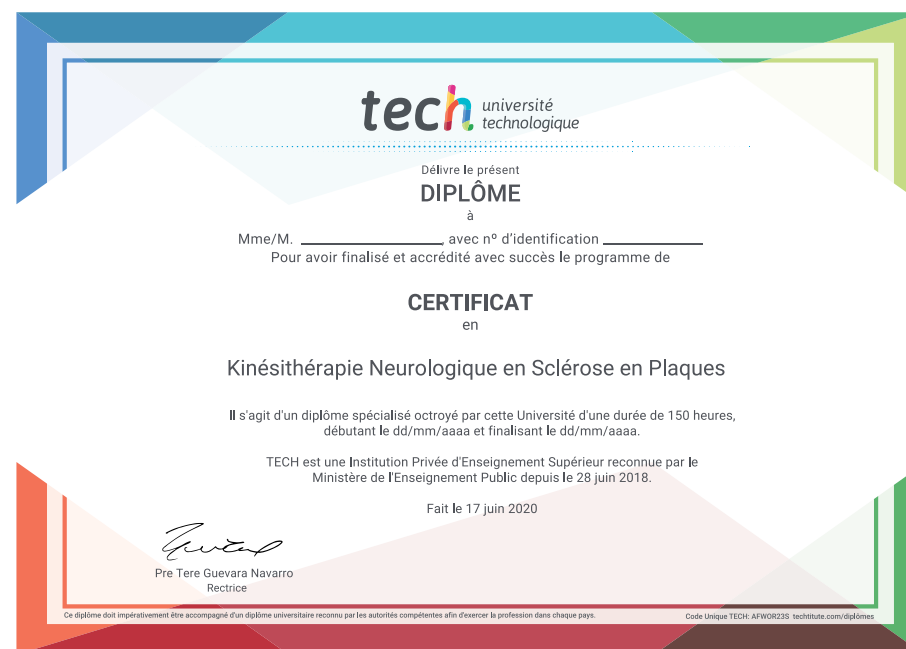 tech université
technologique
Délivre le présent
DIPLÔME
à
Mme/M. ____________________, avec nº d'identification ______________
Pour avoir finalisé et accrédité avec succès le programme de
CERTIFICAT
en
Kinésithérapie Neurologique en Sclérose en Plaques
Il s'agit d'un diplôme spécialisé octroyé par cette Université d'une durée de 150 heures,
débutant le dd/mm/aaaa et finalisant le dd/mm/aaaa.
TECH est une Institution Privée d'Enseignement Supérieur reconnue par le
Ministère de l'Enseignement Public depuis le 28 juin 2018.
Fait le 17 juin 2020
Pre Tere Guevara Navarro
Rectrice
Ce diplôme doit impérativement être accompagné d'un diplôme universitaire reconnu par les autorités compétentes afin d'exercer la profession dans chaque pays.
Code Unique TECH: AFWOR23S techtitute.com/diplômes